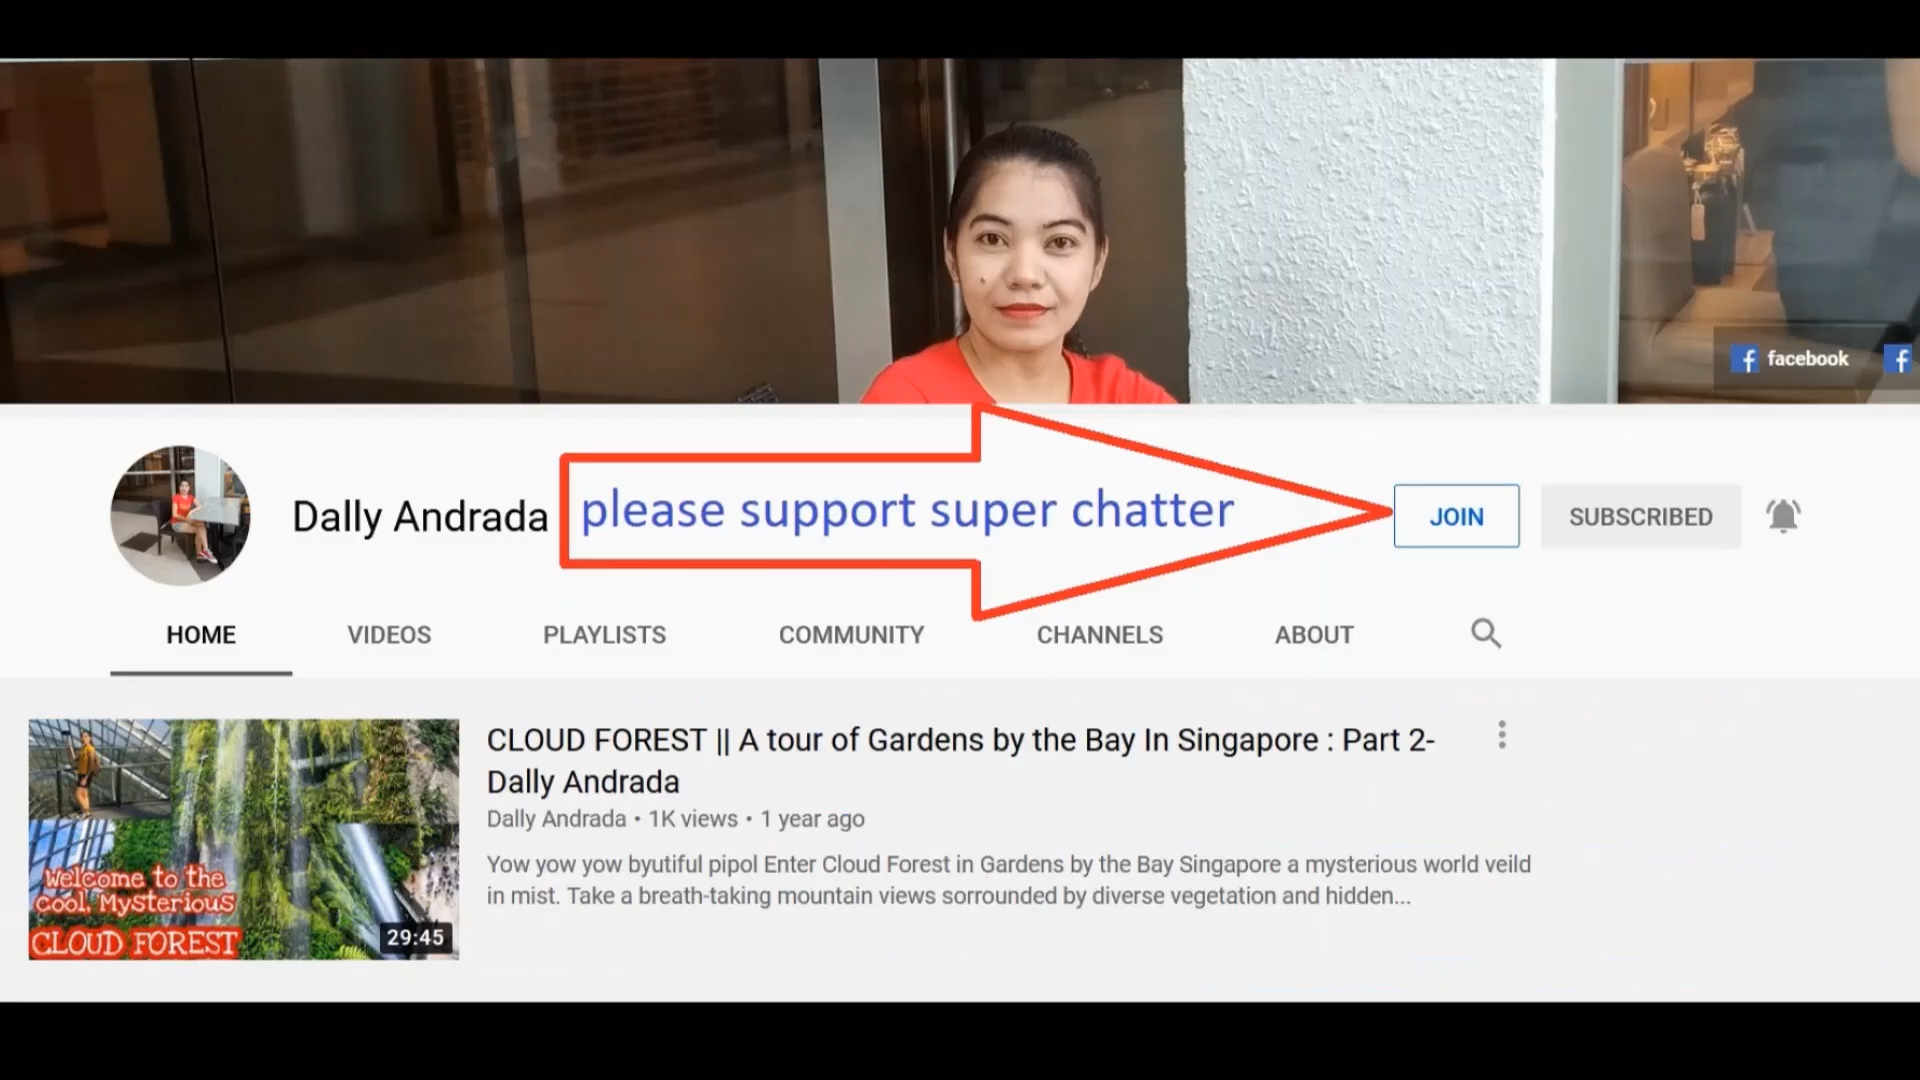 facebook
Dally Andrada
please support super chatter
JOIN
SUBSCRIBED
HOME
VIDEOS
PLAYLISTS
COMMUNITY
CHANNELS
ABOUT
CLOUD FOREST || A tour of Gardens by the Bay In Singapore : Part 2-
Dally Andrada
Dally Andrada • 1K views • 1 year ago
Yow yow yow byutiful pipol Enter Cloud Forest in Gardens by the Bay Singapore a mysterious world veild
in mist. Take a breath-taking mountain views sorrounded by diverse vegetation and hidden...
Welcome to the
cool, Mysterious
CLOUD FOREST
29:45